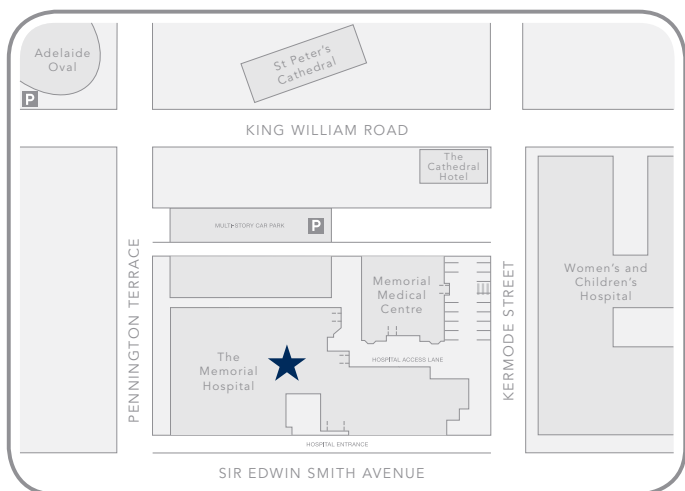 Adelaide
Oval
P
St Peter's
Cathedral
KING WILLIAM ROAD
The
Cathedral
Hotel
MULTI-STORY CAR PARK
P
PENNINGTON TERRACE
Memorial
Medical
Centre
KERMODE STREET
Women's and
Children's
Hospital
The
Memorial
Hospital
HOSPITAL ACCESS LANE
HOSPITAL ENTRANCE
SIR EDWIN SMITH AVENUE